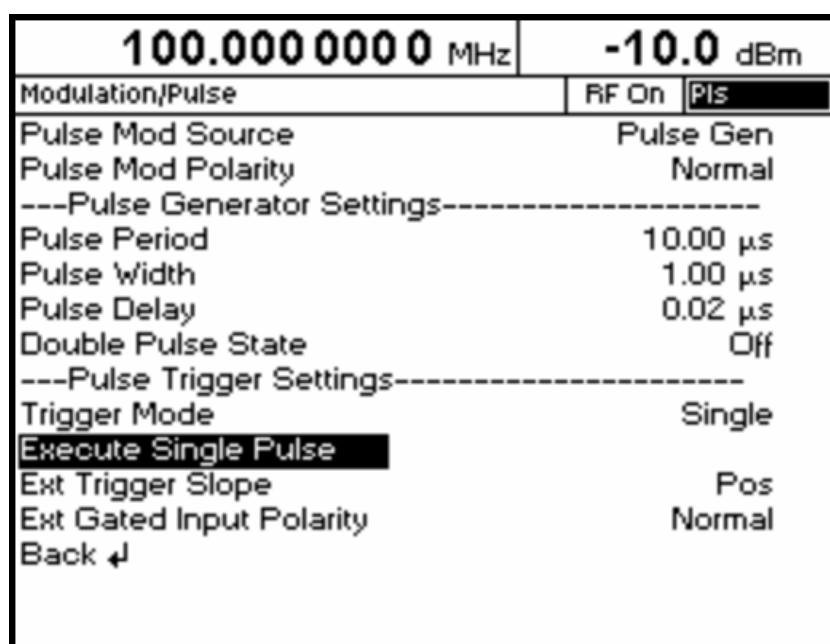 100.000 000 0 MHz -10.0 dBm
Modulation/Pulse RF On Pls
Pulse Mod Source Pulse Gen
Pulse Mod Polarity Normal
---Pulse Generator Settings--------------------
Pulse Period 10.00 µs
Pulse Width 1.00 µs
Pulse Delay 0.02 µs
Double Pulse State Off
---Pulse Trigger Settings----------------------
Trigger Mode Single
Execute Single Pulse
Ext Trigger Slope Pos
Ext Gated Input Polarity Normal
Back ↲